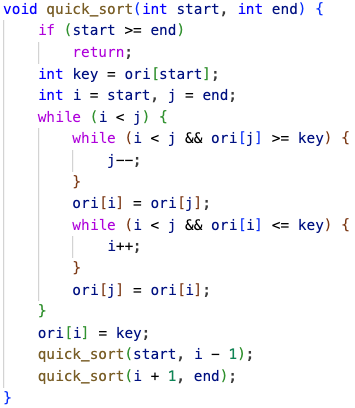 void quick_sort(int start, int end) {
    if (start >= end)
        return;
    int key = ori[start];
    int i = start, j = end;
    while (i < j) {
        while (i < j && ori[j] >= key) {
            j--;
        }
        ori[i] = ori[j];
        while (i < j && ori[i] <= key) {
            i++;
        }
        ori[j] = ori[i];
    }
    ori[i] = key;
    quick_sort(start, i - 1);
    quick_sort(i + 1, end);
}